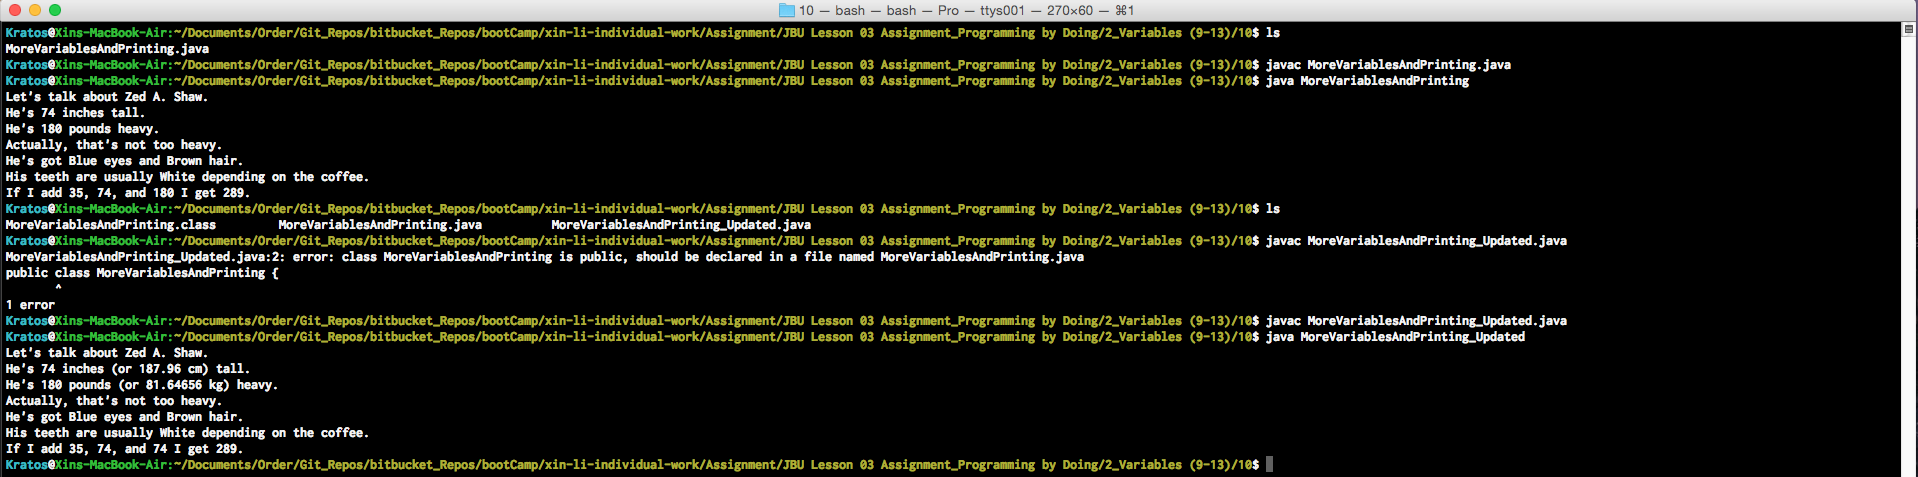 10 — bash — bash — Pro — ttys001 — 270×60 — ⌘1
Kratos@Xins-MacBook-Air:~/Documents/Order/Git_Repos/bitbucket_Repos/bootCamp/xin-li-individual-work/Assignment/JBU Lesson 03 Assignment_Programming by Doing/2_Variables (9-13)/10$ ls
MoreVariablesAndPrinting.java
Kratos@Xins-MacBook-Air:~/Documents/Order/Git_Repos/bitbucket_Repos/bootCamp/xin-li-individual-work/Assignment/JBU Lesson 03 Assignment_Programming by Doing/2_Variables (9-13)/10$ javac MoreVariablesAndPrinting.java
Kratos@Xins-MacBook-Air:~/Documents/Order/Git_Repos/bitbucket_Repos/bootCamp/xin-li-individual-work/Assignment/JBU Lesson 03 Assignment_Programming by Doing/2_Variables (9-13)/10$ java MoreVariablesAndPrinting
Let's talk about Zed A. Shaw.
He's 74 inches tall.
He's 180 pounds heavy.
Actually, that's not too heavy.
He's got Blue eyes and Brown hair.
His teeth are usually White depending on the coffee.
If I add 35, 74, and 180 I get 289.
Kratos@Xins-MacBook-Air:~/Documents/Order/Git_Repos/bitbucket_Repos/bootCamp/xin-li-individual-work/Assignment/JBU Lesson 03 Assignment_Programming by Doing/2_Variables (9-13)/10$ ls
MoreVariablesAndPrinting.class MoreVariablesAndPrinting.java MoreVariablesAndPrinting_Updated.java
Kratos@Xins-MacBook-Air:~/Documents/Order/Git_Repos/bitbucket_Repos/bootCamp/xin-li-individual-work/Assignment/JBU Lesson 03 Assignment_Programming by Doing/2_Variables (9-13)/10$ javac MoreVariablesAndPrinting_Updated.java
MoreVariablesAndPrinting_Updated.java:2: error: class MoreVariablesAndPrinting is public, should be declared in a file named MoreVariablesAndPrinting.java
public class MoreVariablesAndPrinting {
^
1 error
Kratos@Xins-MacBook-Air:~/Documents/Order/Git_Repos/bitbucket_Repos/bootCamp/xin-li-individual-work/Assignment/JBU Lesson 03 Assignment_Programming by Doing/2_Variables (9-13)/10$ javac MoreVariablesAndPrinting_Updated.java
Kratos@Xins-MacBook-Air:~/Documents/Order/Git_Repos/bitbucket_Repos/bootCamp/xin-li-individual-work/Assignment/JBU Lesson 03 Assignment_Programming by Doing/2_Variables (9-13)/10$ java MoreVariablesAndPrinting_Updated
Let's talk about Zed A. Shaw.
He's 74 inches (or 187.96 cm) tall.
He's 180 pounds (or 81.64656 kg) heavy.
Actually, that's not too heavy.
He's got Blue eyes and Brown hair.
His teeth are usually White depending on the coffee.
If I add 35, 74, and 74 I get 289.
Kratos@Xins-MacBook-Air:~/Documents/Order/Git_Repos/bitbucket_Repos/bootCamp/xin-li-individual-work/Assignment/JBU Lesson 03 Assignment_Programming by Doing/2_Variables (9-13)/10$